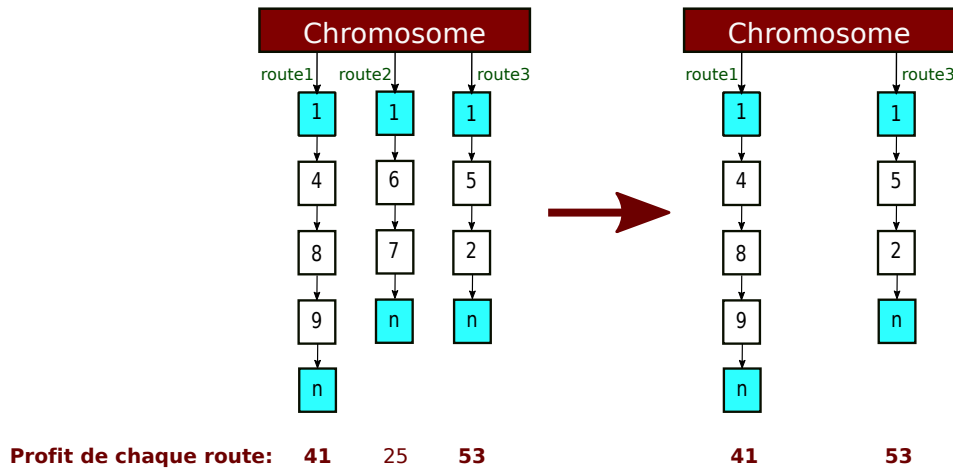 Chromosome Chromosome
route1 route2 route3 route1 route3
1 1 1 1 1
4 6 5 4 5
8 7 2 8 2
9 n n 9 n
n n
Profit de chaque route: 41 25 53 41 53